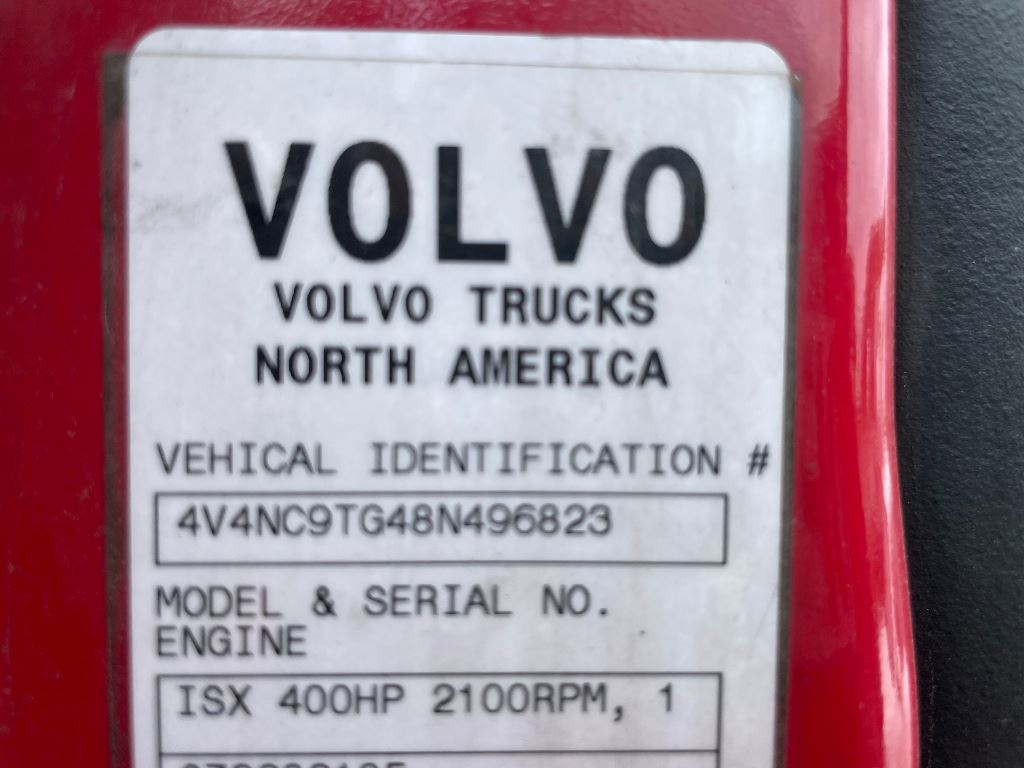 VOLVO
VOLVO TRUCKS
NORTH AMERICA
VEHICAL IDENTIFICATION #
4V4NC9TG48N496823
MODEL & SERIAL NO.
ENGINE
ISX 400HP 2100RPM, 1